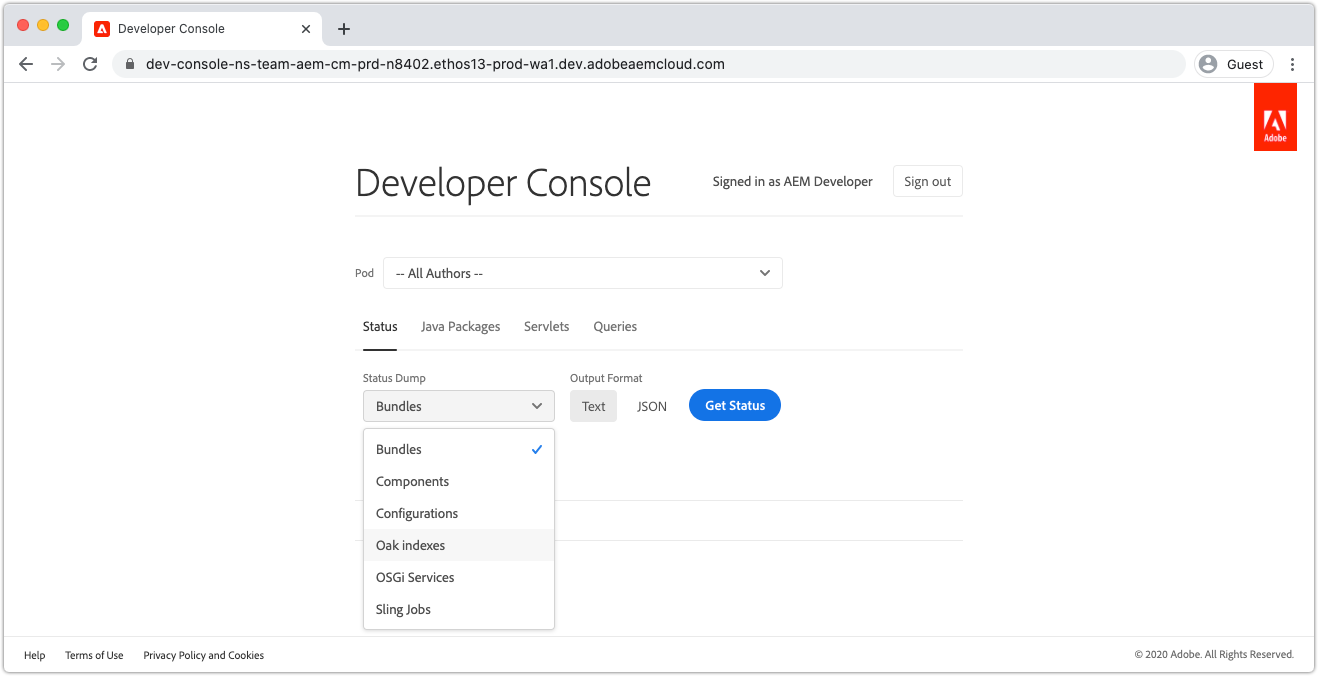 Developer Console
dev-console-ns-team-aem-cm-prd-n8402.ethos13-prod-wa1.dev.adobeaemcloud.com
Guest
Adobe
Developer Console
Signed in as AEM Developer
Sign out
Pod
-- All Authors --
Status Java Packages Servlets Queries
Status Dump
Output Format
Bundles
Text JSON
Get Status
Bundles
Components
Configurations
Oak indexes
OSGi Services
Sling Jobs
Help Terms of Use Privacy Policy and Cookies
© 2020 Adobe. All Rights Reserved.